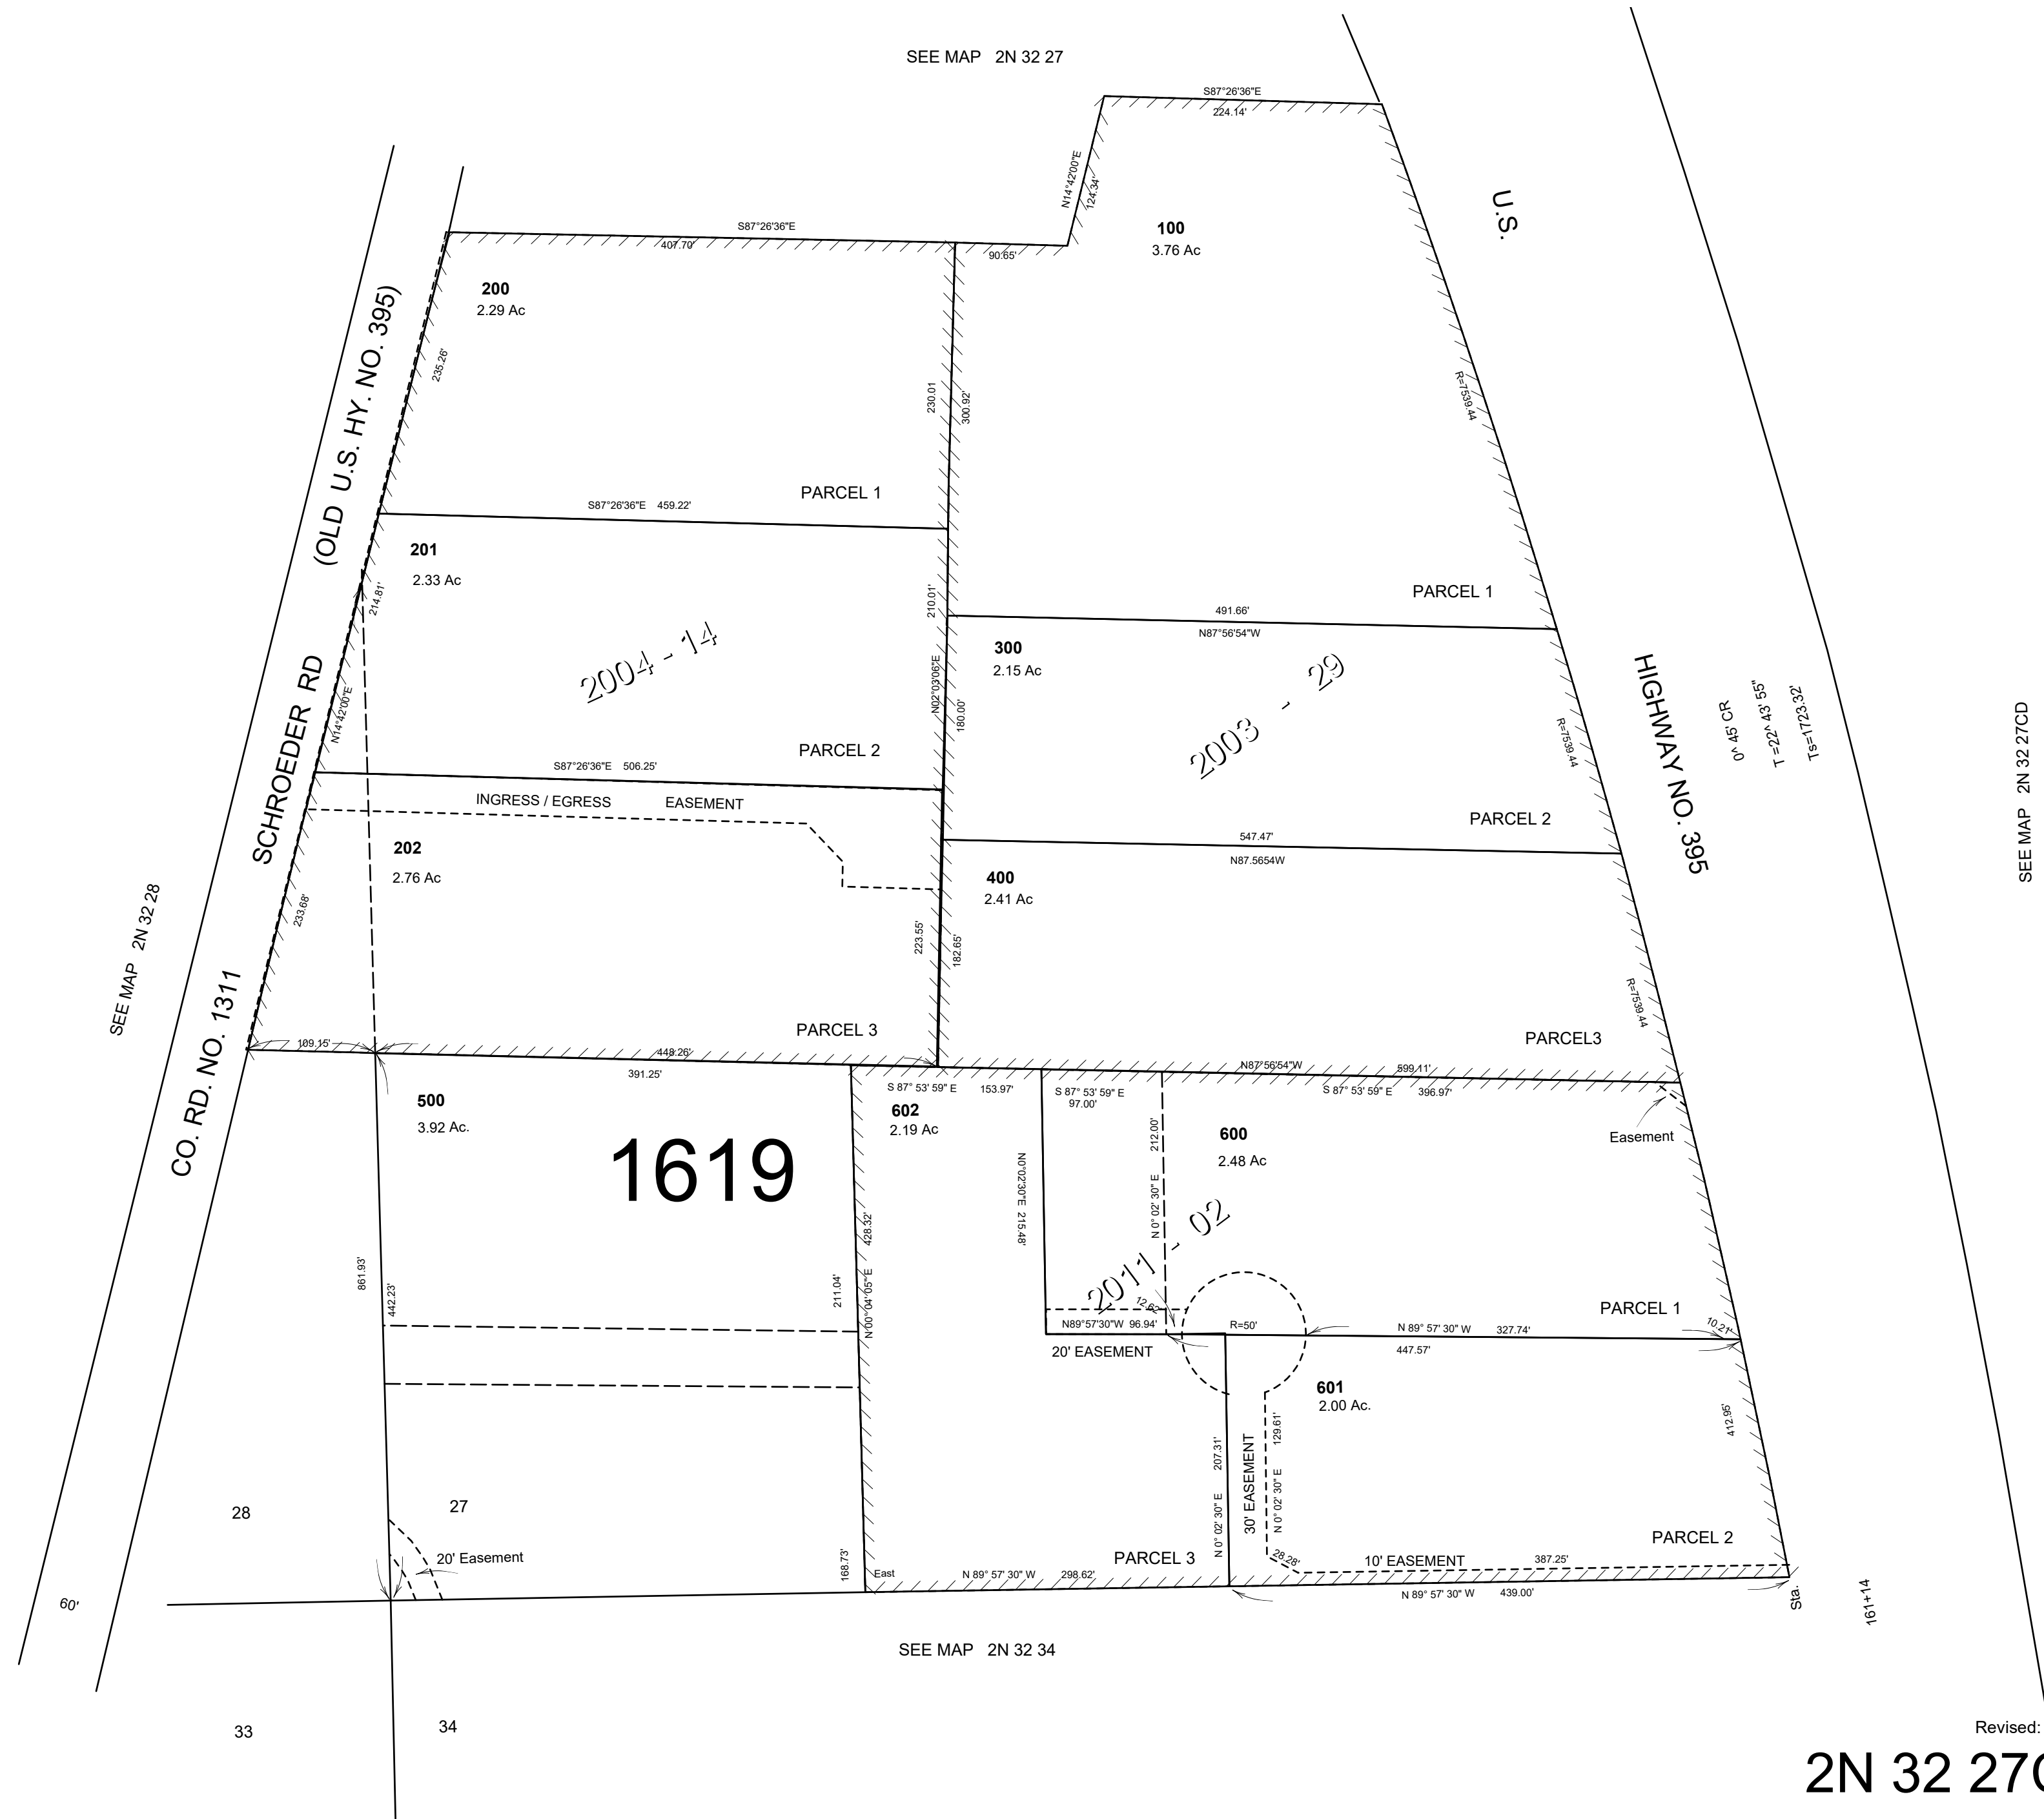 SEE MAP 2N 32 27
S87°26'36"E
224.14'
N14°42'00"E
124.34'
U.S.
100
3.76 Ac
S87°26'36"E
407.70'
90.65'
200
2.29 Ac
(OLD U.S. HY. NO. 395)
235.26'
230.01
300.92'
R=7539.44
PARCEL 1
S87°26'36"E 459.22'
201
2.33 Ac
214.81'
210.01'
PARCEL 1
491.66'
N87°56'54"W
2004 - 14
300
2.15 Ac
2003 - 29
SCHROEDER RD
N14°42'00"E
N02°03'06"E
180.00'
R=7539.44
HIGHWAY NO. 395
0^ 45' CR
T=22^ 43' 55"
Ts=1723.32'
SEE MAP 2N 32 27CD
PARCEL 2
S87°26'36"E 506.25'
INGRESS / EGRESS EASEMENT
PARCEL 2
547.47'
N87.5654W
202
2.76 Ac
400
2.41 Ac
SEE MAP 2N 32 28
233.68'
223.55'
182.65'
R=7539.44
CO. RD. NO. 1311
PARCEL 3
PARCEL3
109.15'
448.26'
391.25'
N87°56'54"W
599.11'
S 87° 53' 59" E 153.97'
S 87° 53' 59" E
97.00'
S 87° 53' 59" E 396.97'
500
3.92 Ac.
602
2.19 Ac
1619
600
2.48 Ac
212.00'
N 0° 02' 30" E
Easement
N0°02'30"E 215.48'
428.32'
N 00° 04' 05" E
861.93'
442.23'
211.04'
2011 - 02
12.62'
N89°57'30"W 96.94'
R=50'
20' EASEMENT
PARCEL 1
N 89° 57' 30" W 327.74'
10.21'
447.57'
601
2.00 Ac.
412.95'
207.31'
N 0° 02' 30" E
30' EASEMENT
129.61'
N 0° 02' 30" E
28
27
20' Easement
168.73'
East
PARCEL 3
N 89° 57' 30" W 298.62'
28.28'
10' EASEMENT
387.25'
PARCEL 2
N 89° 57' 30" W 439.00'
Sta.
161+14
60'
SEE MAP 2N 32 34
33
34
Revised:
2N 32 27C